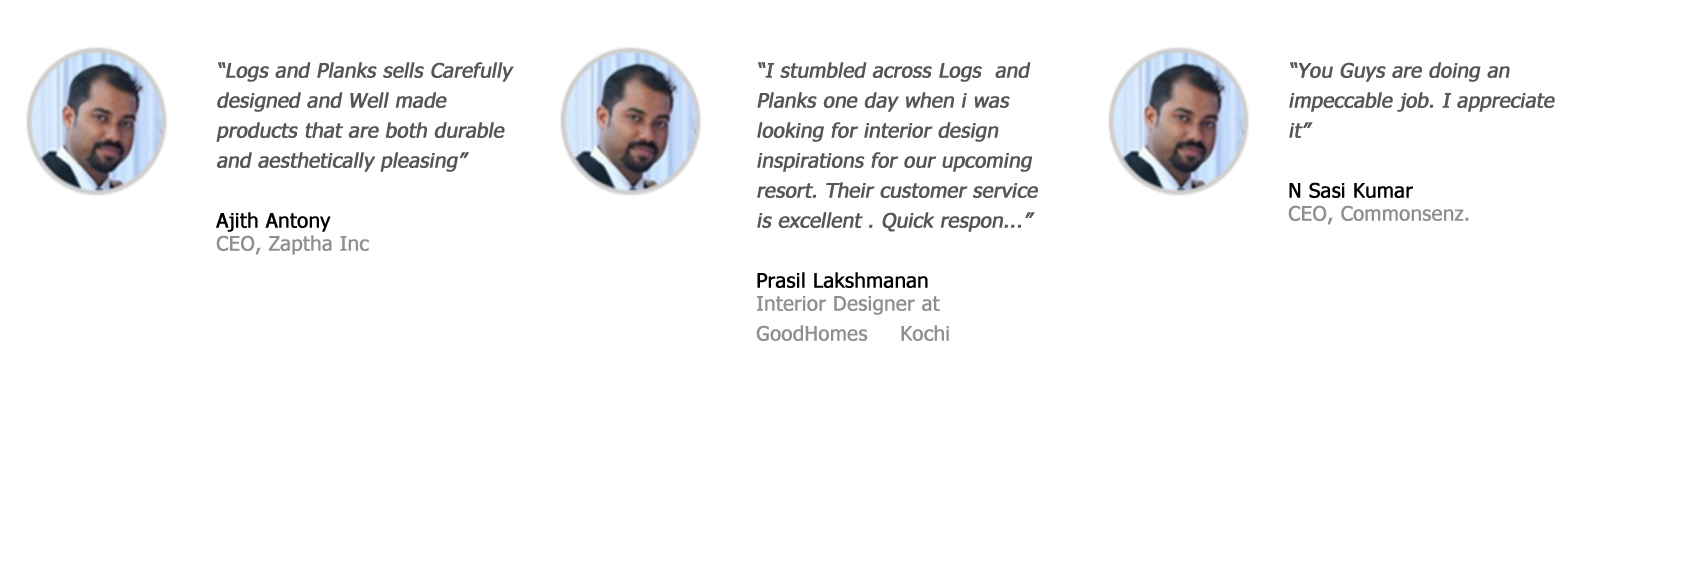 “Logs and Planks sells Carefully
designed and Well made
products that are both durable
and aesthetically pleasing”
Ajith Antony
CEO, Zaptha Inc
“I stumbled across Logs  and
Planks one day when i was
looking for interior design
inspirations for our upcoming
resort. Their customer service
is excellent . Quick respon...”
Prasil Lakshmanan
Interior Designer at
GoodHomes     Kochi
“You Guys are doing an
impeccable job. I appreciate
it”
N Sasi Kumar
CEO, Commonsenz.